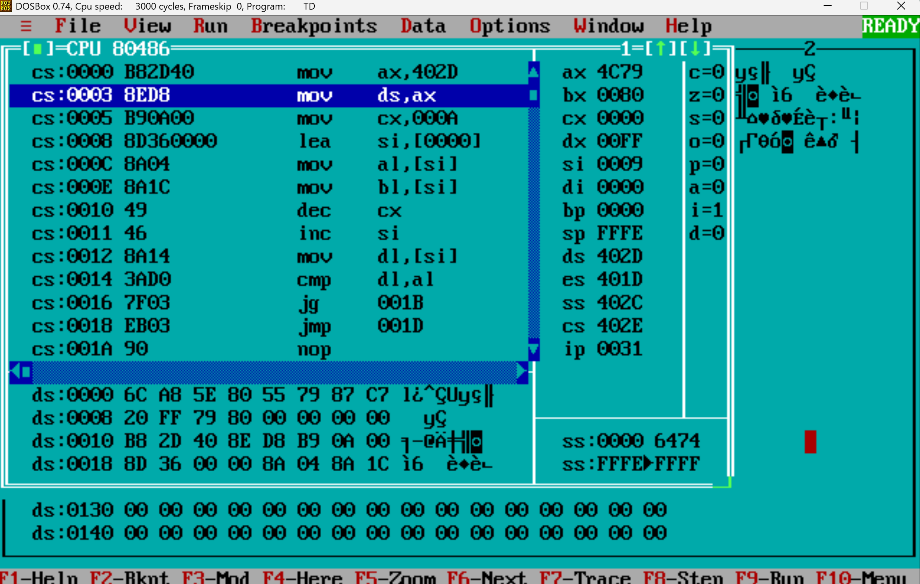 DOSBox 0.74, Cpu speed: 3000 cycles, Frameskip 0, Program: TD
≡ File View Run Breakpoints Data Options Window Help READY
[■]=CPU 80486 1=[↑][↓] 2
cs:0000 B82D40 mov ax,402D ax 4C79 c=0
cs:0003 8ED8 mov ds,ax bx 0080 z=0
cs:0005 B90A00 mov cx,000A cx 0000 s=0
cs:0008 8D360000 lea si,[0000] dx 00FF o=0
cs:000C 8A04 mov al,[si] si 0009 p=0
cs:000E 8A1C mov bl,[si] di 0000 a=0
cs:0010 49 dec cx bp 0000 i=1
cs:0011 46 inc si sp FFFE d=0
cs:0012 8A14 mov dl,[si] ds 402D
cs:0014 3AD0 cmp dl,al es 401D
cs:0016 7F03 jg 001B ss 402C
cs:0018 EB03 jmp 001D cs 402E
cs:001A 90 nop ip 0031
ds:0000 6C A8 5E 80 55 79 87 C7 l¿^ÇUyç╟
ds:0008 20 FF 79 80 00 00 00 00 yÇ
ds:0010 B8 2D 40 8E D8 B9 0A 00 ss:0000 6474
ds:0018 8D 36 00 00 8A 04 8A 1C ss:FFFE►FFFF
ds:0130 00 00 00 00 00 00 00 00 00 00 00 00 00 00 00 00
ds:0140 00 00 00 00 00 00 00 00 00 00 00 00 00 00 00 00
F1-Help F2-Bkpt F3-Mod F4-Here F5-Zoom F6-Next F7-Trace F8-Step F9-Run F10-Menu